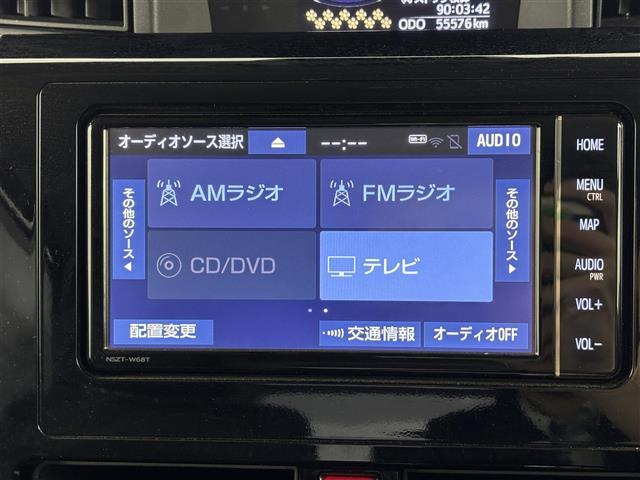 90:03:42
ODO 55576km
オーディオソース選択
--:--
Wi-Fi
AUDIO
AMラジオ
FMラジオ
CD/DVD
テレビ
その他のソース
その他のソース
配置変更
交通情報
オーディオOFF
NSZT-W68T
HOME
MENU
CTRL
MAP
AUDIO
PWR
VOL+
VOL-